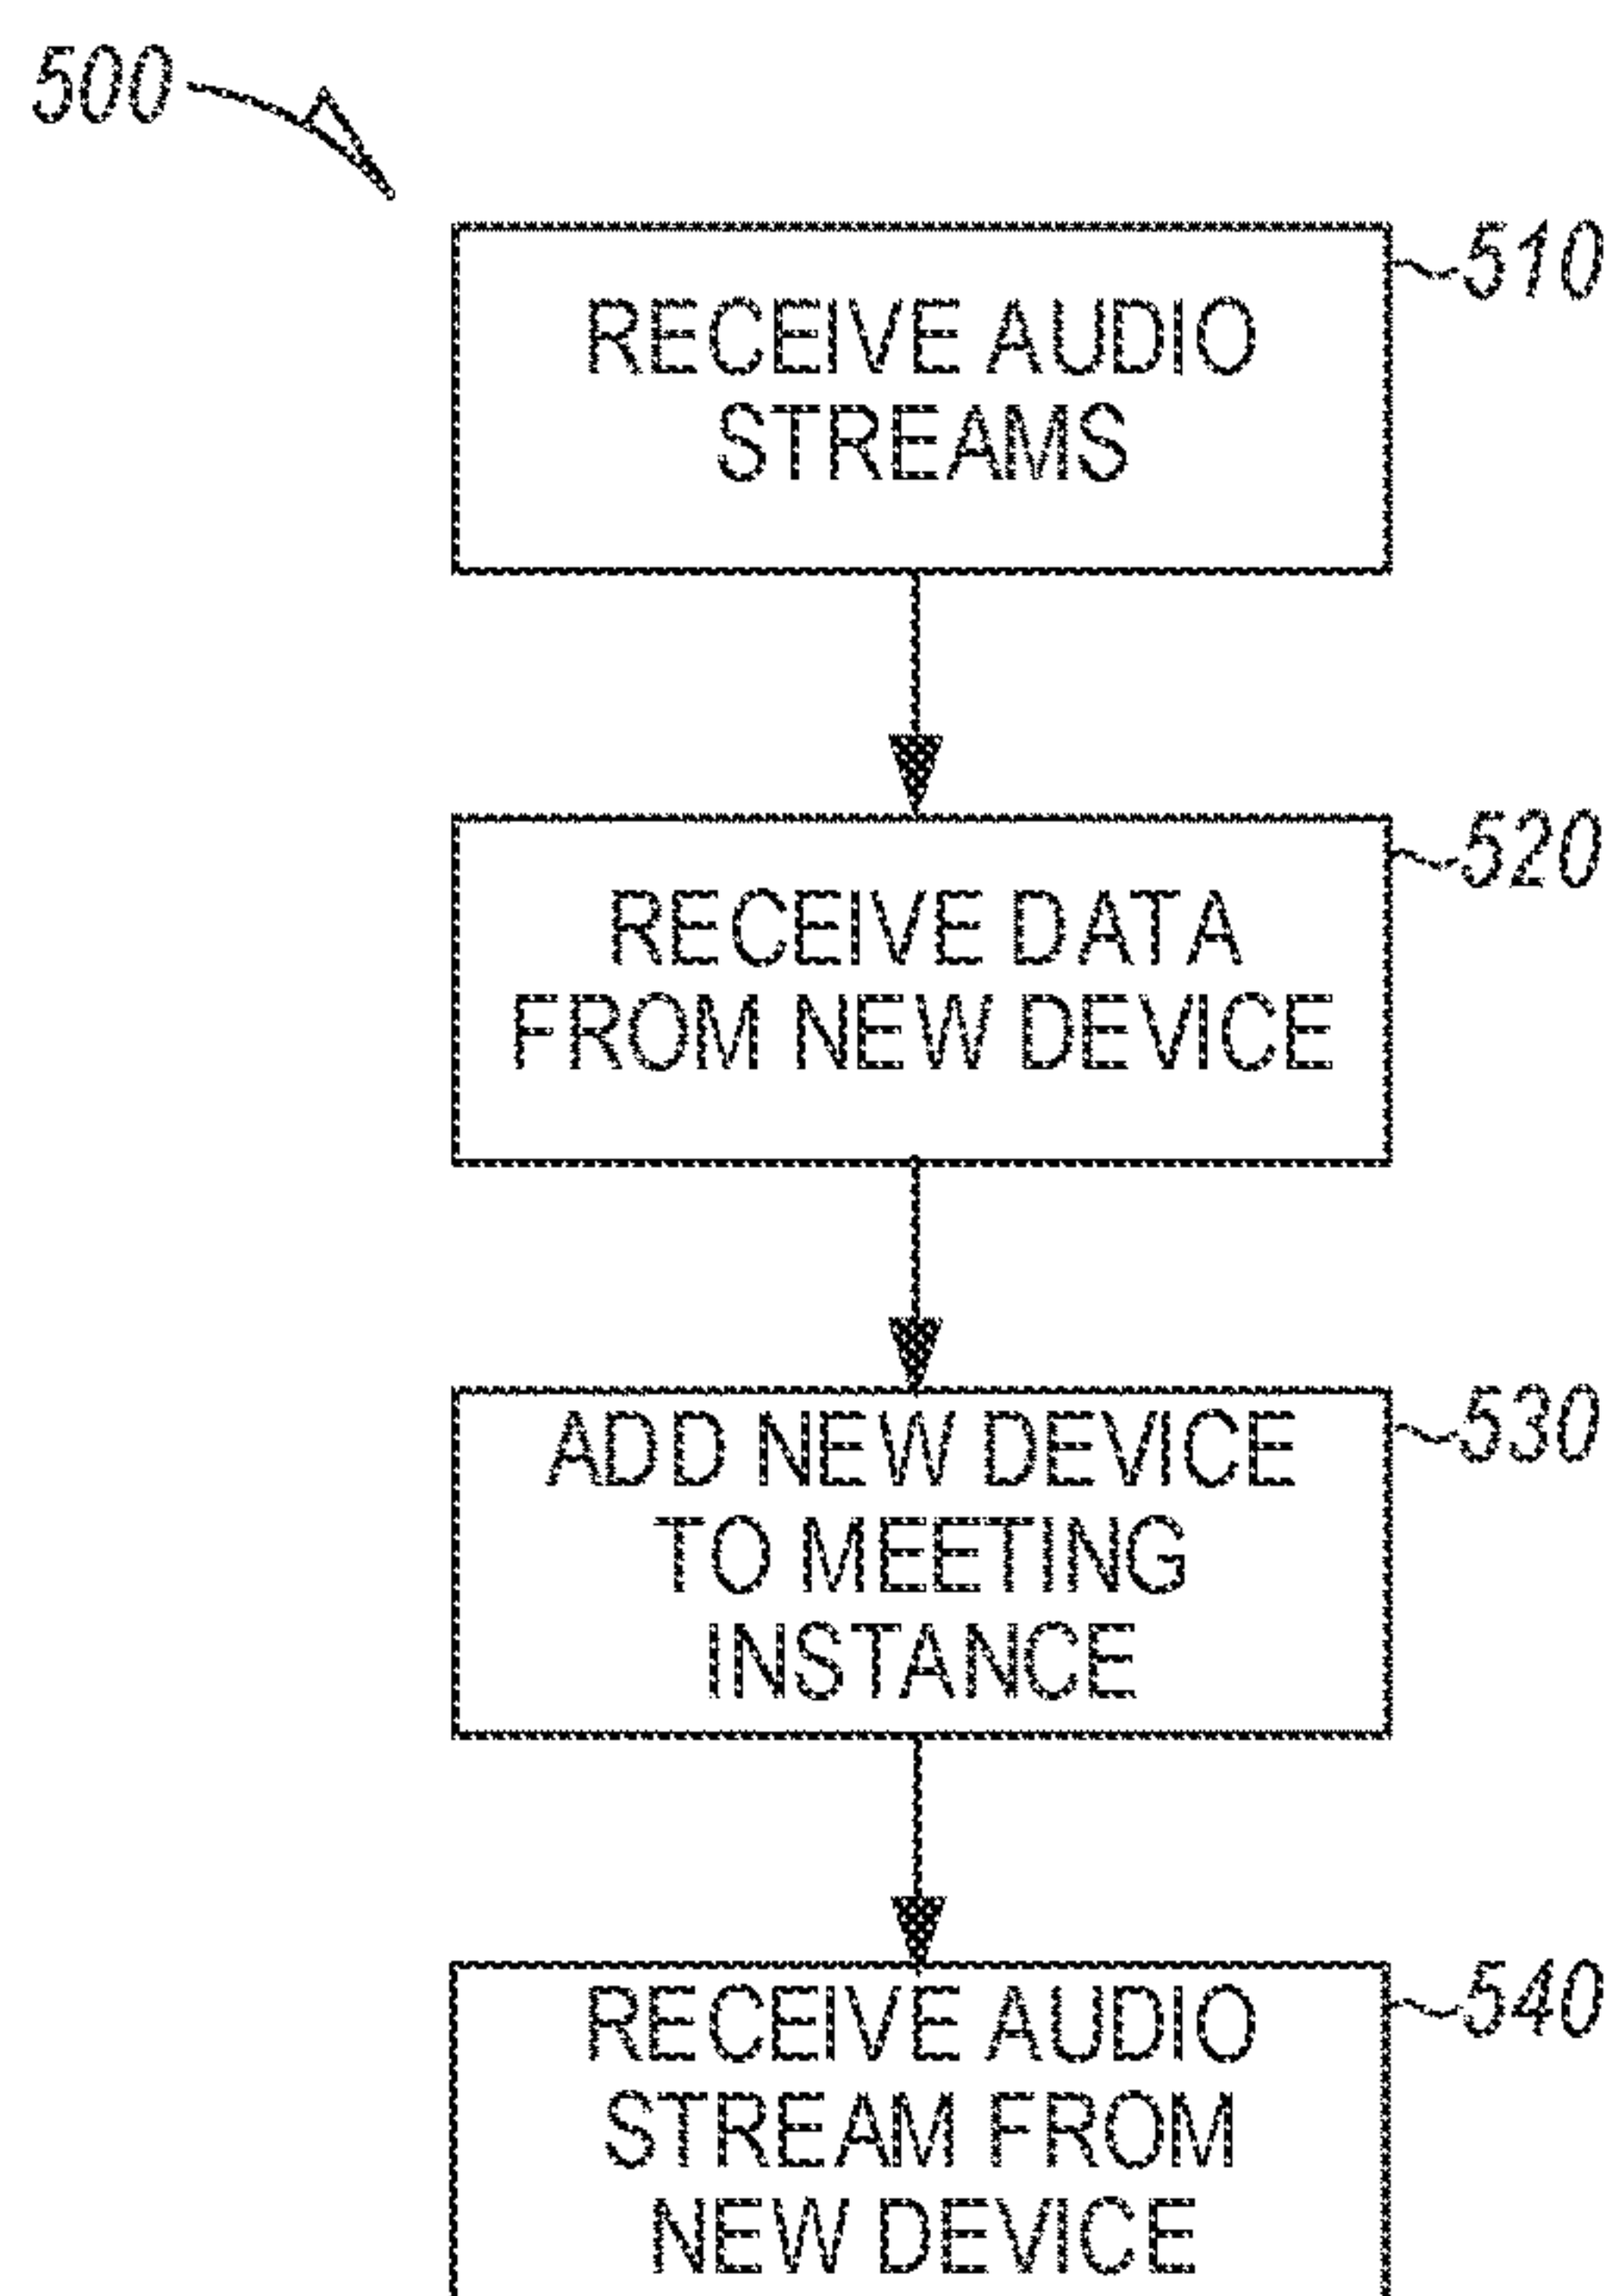 500
RECEIVE AUDIO
STREAMS
510
RECEIVE DATA
FROM NEW DEVICE
520
ADD NEW DEVICE
TO MEETING
INSTANCE
530
RECEIVE AUDIO
STREAM FROM
NEW DEVICE
540